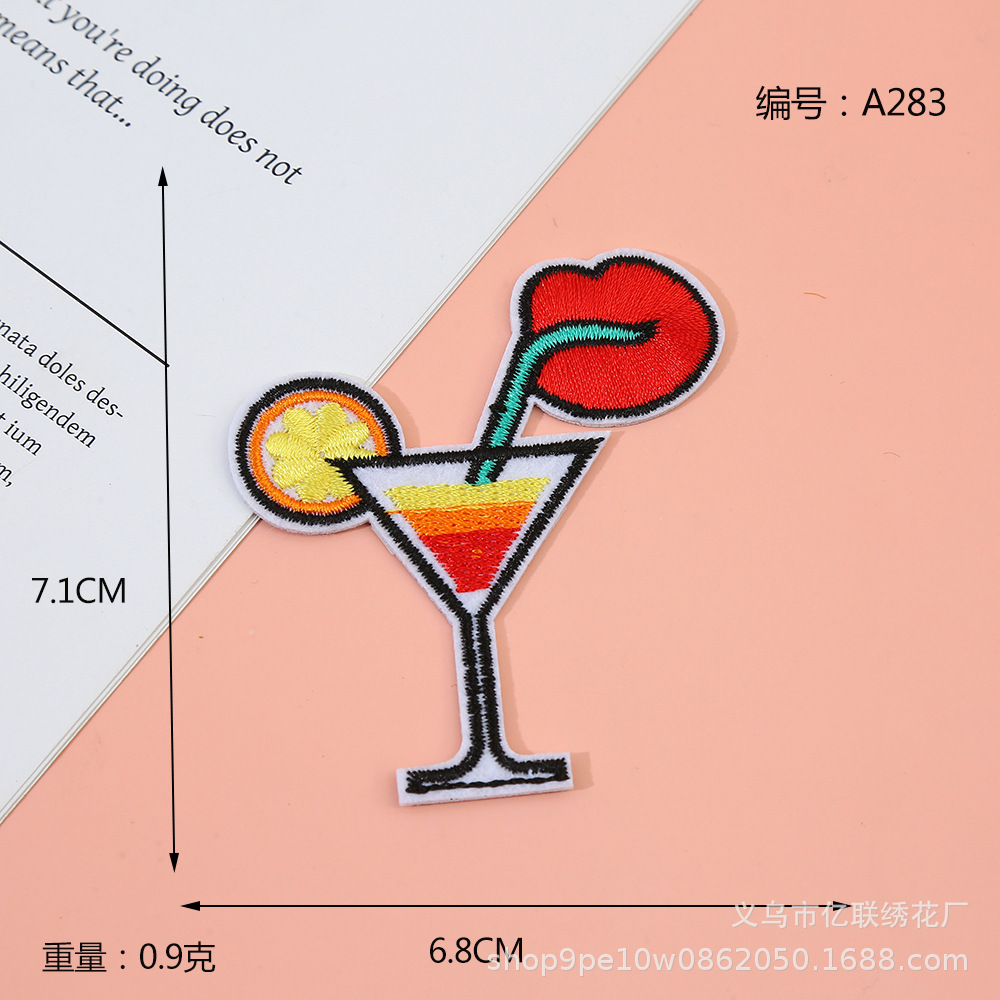 you're doing does not
means that...
编号：A283
nata doles des-
hiligendem
t ium
m,
7.1CM
6.8CM
重量：0.9克
义乌市亿联绣花厂
shop9pe10w0862050.1688.com